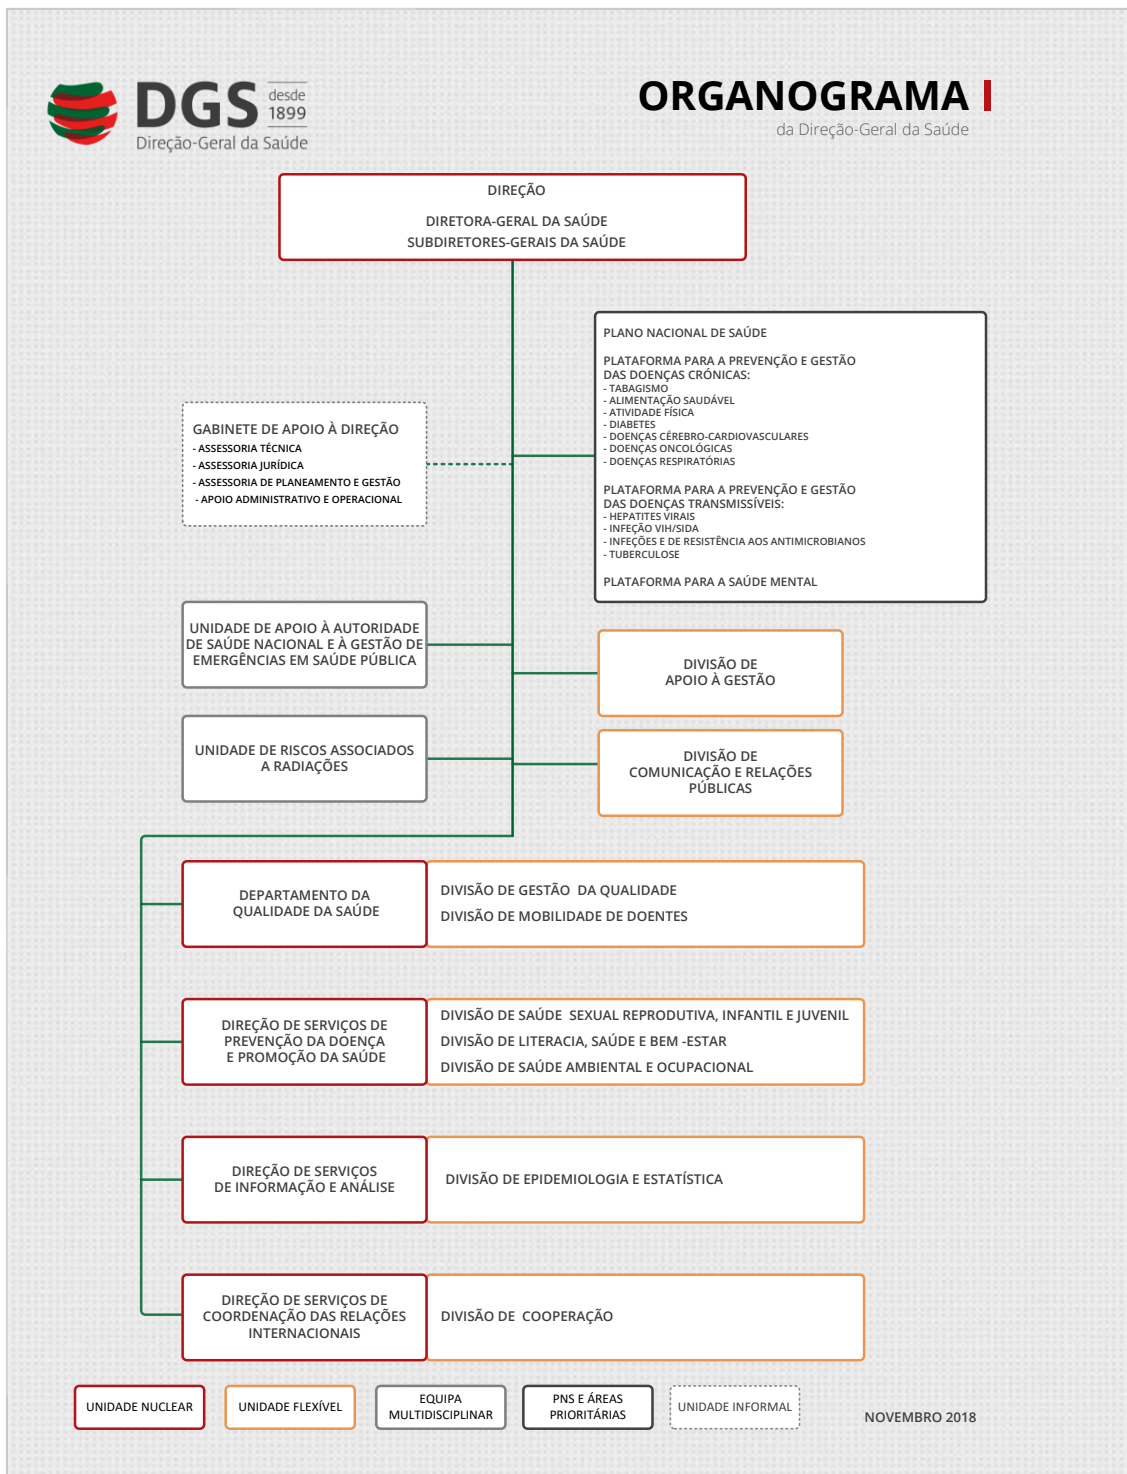 DGS desde
1899
Direção-Geral da Saúde
ORGANOGRAMA
da Direção-Geral da Saúde
DIREÇÃO
DIRETORA-GERAL DA SAÚDE
SUBDIRETORES-GERAIS DA SAÚDE
PLANO NACIONAL DE SAÚDE
PLATAFORMA PARA A PREVENÇÃO E GESTÃO
DAS DOENÇAS CRÓNICAS:
- TABAGISMO
- ALIMENTAÇÃO SAUDÁVEL
- ATIVIDADE FÍSICA
- DIABETES
- DOENÇAS CÉREBRO-CARDIOVASCULARES
- DOENÇAS ONCOLÓGICAS
- DOENÇAS RESPIRATÓRIAS
PLATAFORMA PARA A PREVENÇÃO E GESTÃO
DAS DOENÇAS TRANSMISSÍVEIS:
- HEPATITES VIRAIS
- INFEÇÃO VIH/SIDA
- INFEÇÕES E DE RESISTÊNCIA AOS ANTIMICROBIANOS
- TUBERCULOSE
PLATAFORMA PARA A SAÚDE MENTAL
GABINETE DE APOIO À DIREÇÃO
- ASSESSORIA TÉCNICA
- ASSESSORIA JURÍDICA
- ASSESSORIA DE PLANEAMENTO E GESTÃO
- APOIO ADMINISTRATIVO E OPERACIONAL
UNIDADE DE APOIO À AUTORIDADE
DE SAÚDE NACIONAL E À GESTÃO DE
EMERGÊNCIAS EM SAÚDE PÚBLICA
DIVISÃO DE
APOIO À GESTÃO
UNIDADE DE RISCOS ASSOCIADOS
A RADIAÇÕES
DIVISÃO DE
COMUNICAÇÃO E RELAÇÕES
PÚBLICAS
DEPARTAMENTO DA
QUALIDADE DA SAÚDE
DIVISÃO DE GESTÃO DA QUALIDADE
DIVISÃO DE MOBILIDADE DE DOENTES
DIREÇÃO DE SERVIÇOS DE
PREVENÇÃO DA DOENÇA
E PROMOÇÃO DA SAÚDE
DIVISÃO DE SAÚDE SEXUAL REPRODUTIVA, INFANTIL E JUVENIL
DIVISÃO DE LITERACIA, SAÚDE E BEM -ESTAR
DIVISÃO DE SAÚDE AMBIENTAL E OCUPACIONAL
DIREÇÃO DE SERVIÇOS
DE INFORMAÇÃO E ANÁLISE
DIVISÃO DE EPIDEMIOLOGIA E ESTATÍSTICA
DIREÇÃO DE SERVIÇOS DE
COORDENAÇÃO DAS RELAÇÕES
INTERNACIONAIS
DIVISÃO DE COOPERAÇÃO
UNIDADE NUCLEAR
UNIDADE FLEXÍVEL
EQUIPA
MULTIDISCIPLINAR
PNS E ÁREAS
PRIORITÁRIAS
UNIDADE INFORMAL
NOVEMBRO 2018